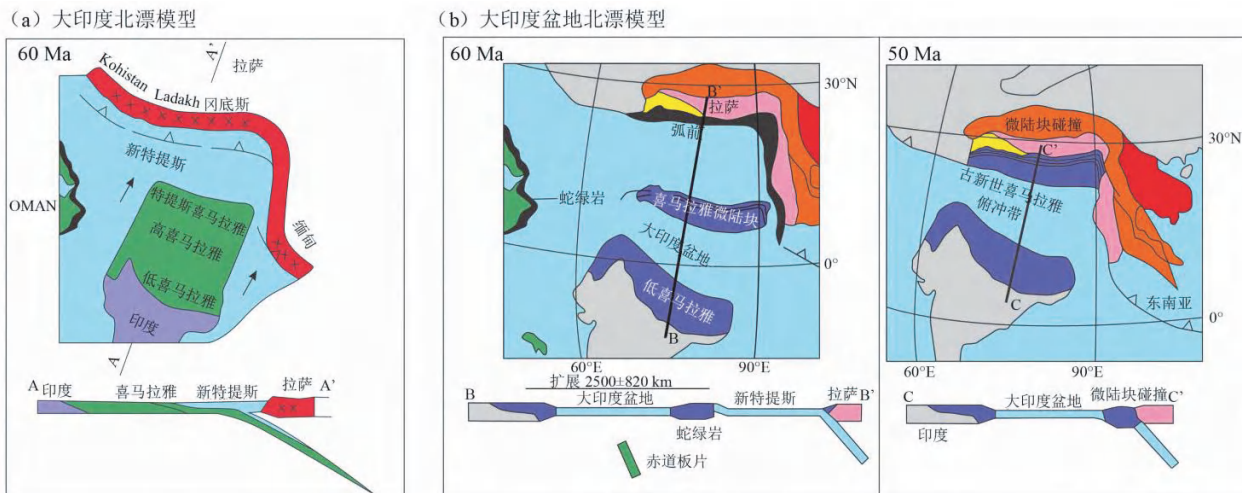 （a）大印度北漂模型
60 Ma
A'
拉萨
Kohistan
Ladakh 冈底斯
新特提斯
OMAN
特提斯喜马拉雅
高喜马拉雅
低喜马拉雅
缅甸
印度
A
A 印度
喜马拉雅
新特提斯
拉萨
A'
（b）大印度盆地北漂模型
60 Ma
30°N
B'
拉萨
弧前
蛇绿岩
喜马拉雅微陆块
大印度盆地
0°
低喜马拉雅
B
60°E
90°E
扩展 2500±820 km
B
大印度盆地
新特提斯
拉萨
B'
蛇绿岩
赤道板片
50 Ma
微陆块碰撞
30°N
C'
古新世喜马拉雅
俯冲带
C
东南亚
0°
60°E
90°E
C
大印度盆地
微陆块碰撞
C'
印度